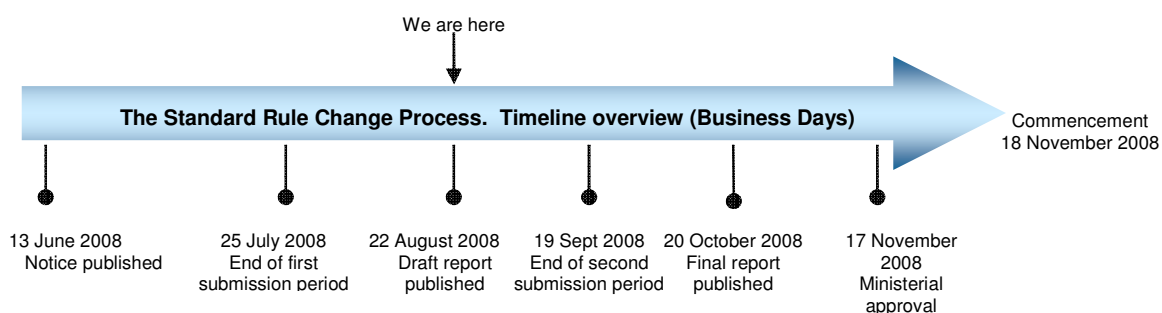 We are here
The Standard Rule Change Process. Timeline overview (Business Days)
Commencement
18 November 2008
13 June 2008
Notice published
25 July 2008
End of first
submission period
22 August 2008
Draft report
published
19 Sept 2008
End of second
submission period
20 October 2008
Final report
published
17 November
2008
Ministerial
approval